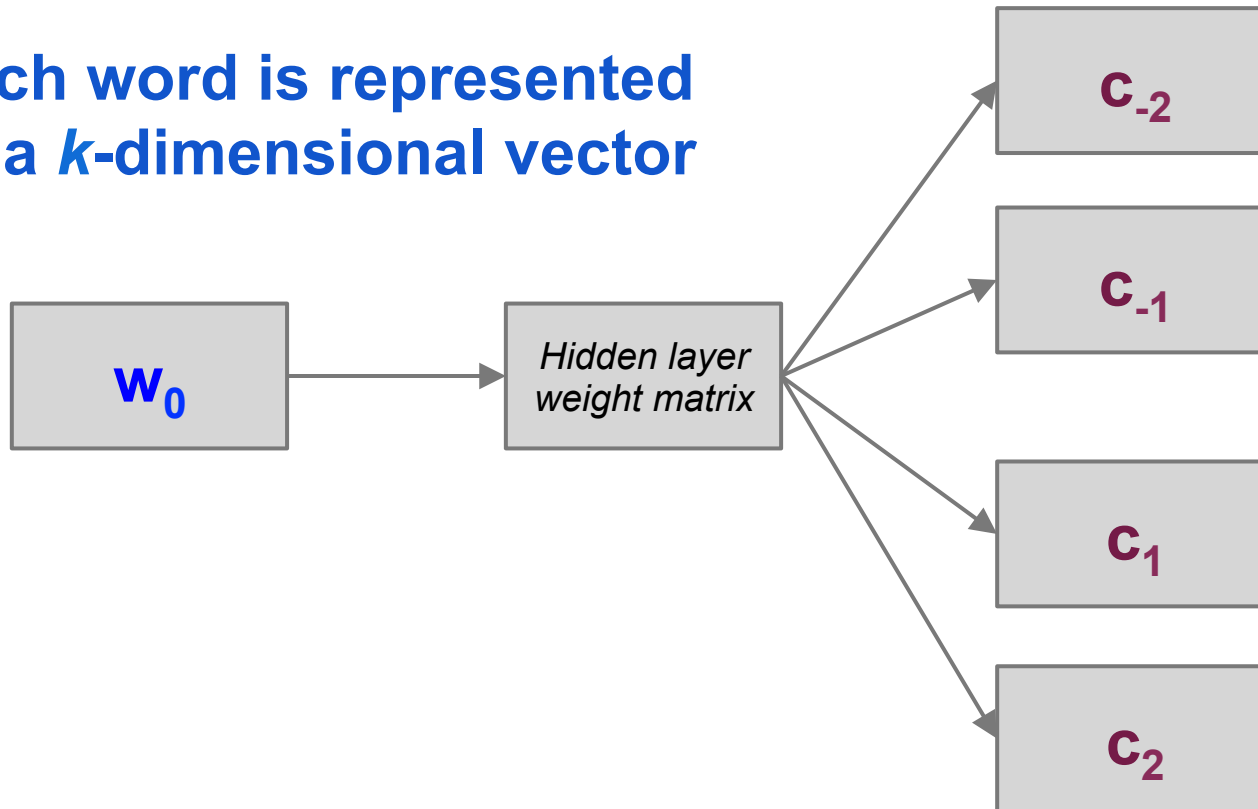 ch word is represented
a k-dimensional vector
c-2
c-1
w0
Hidden layer
weight matrix
c1
c2